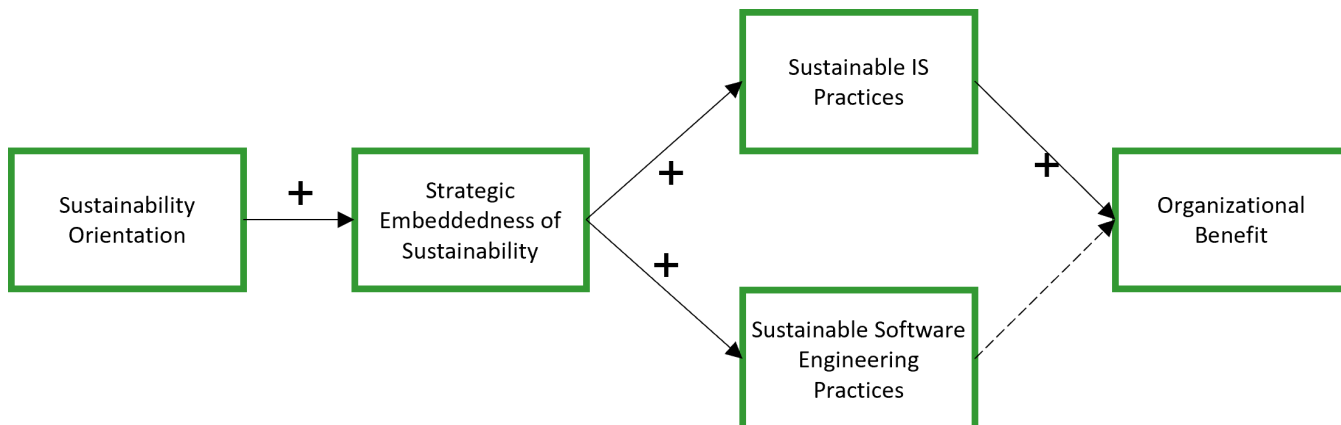 Sustainability
Orientation
+
Strategic
Embeddedness of
Sustainability
+
+
Sustainable IS
Practices
Sustainable Software
Engineering
Practices
+
Organizational
Benefit